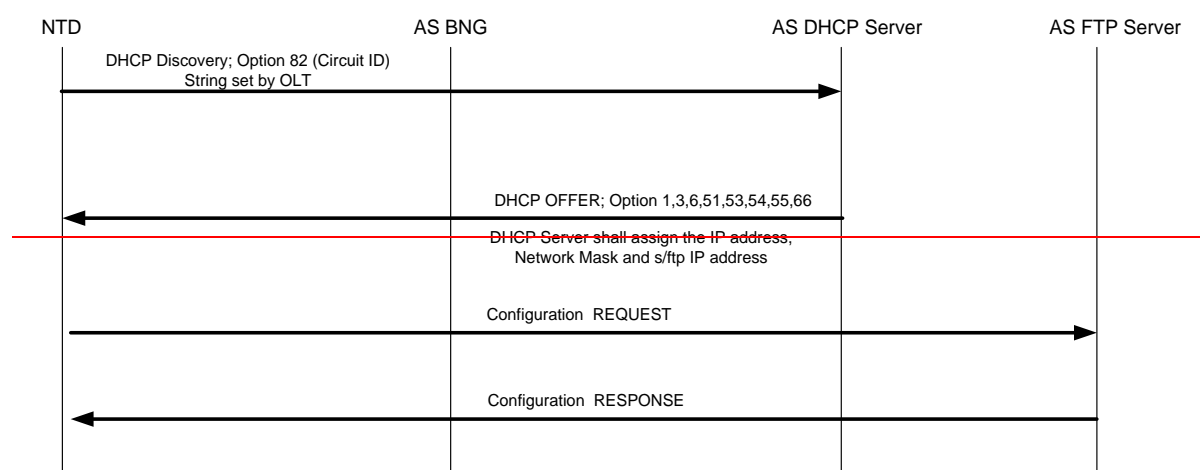 NTD AS BNG AS DHCP Server AS FTP Server
DHCP Discovery; Option 82 (Circuit ID)
String set by OLT
DHCP OFFER; Option 1,3,6,51,53,54,55,66
DHCP Server shall assign the IP address,
Network Mask and s/ftp IP address
Configuration REQUEST
Configuration RESPONSE